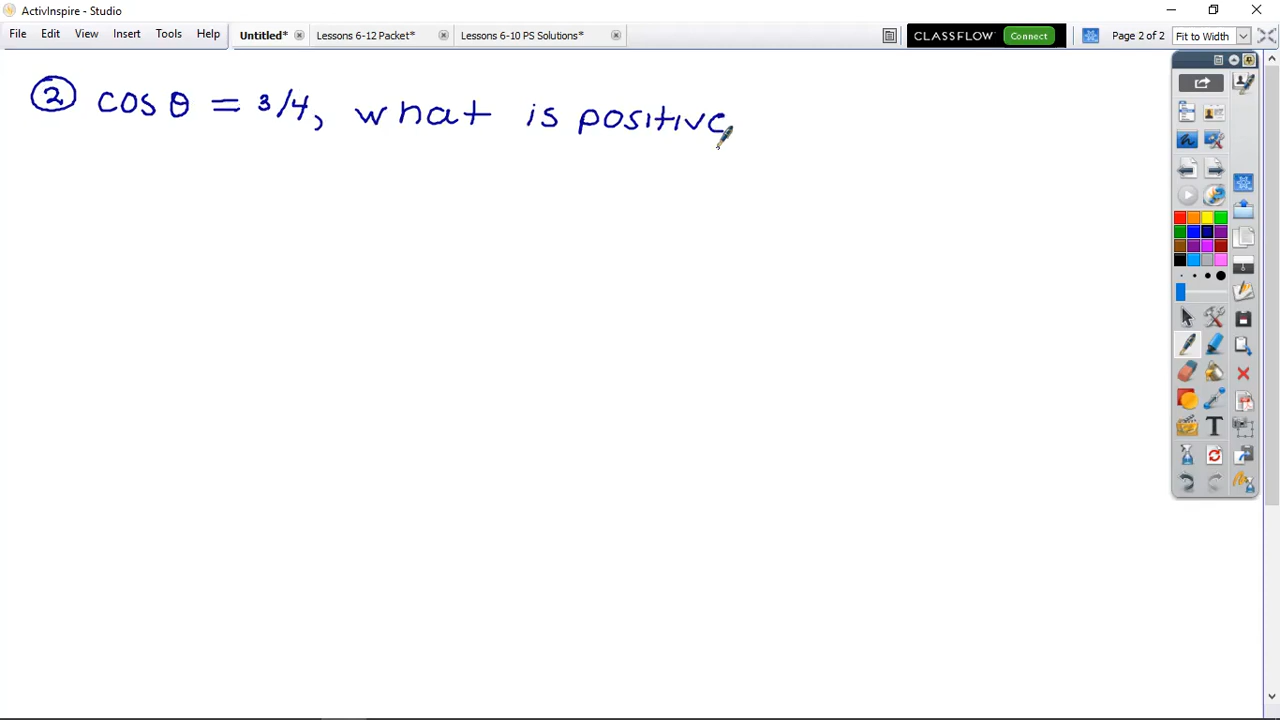 ActivInspire - Studio
File Edit View Insert Tools Help Untitled* Lessons 6-12 Packet* Lessons 6-10 PS Solutions* CLASSFLOW Connect Page 2 of 2 Fit to Width
② cos θ = 3/4, what is positive
T